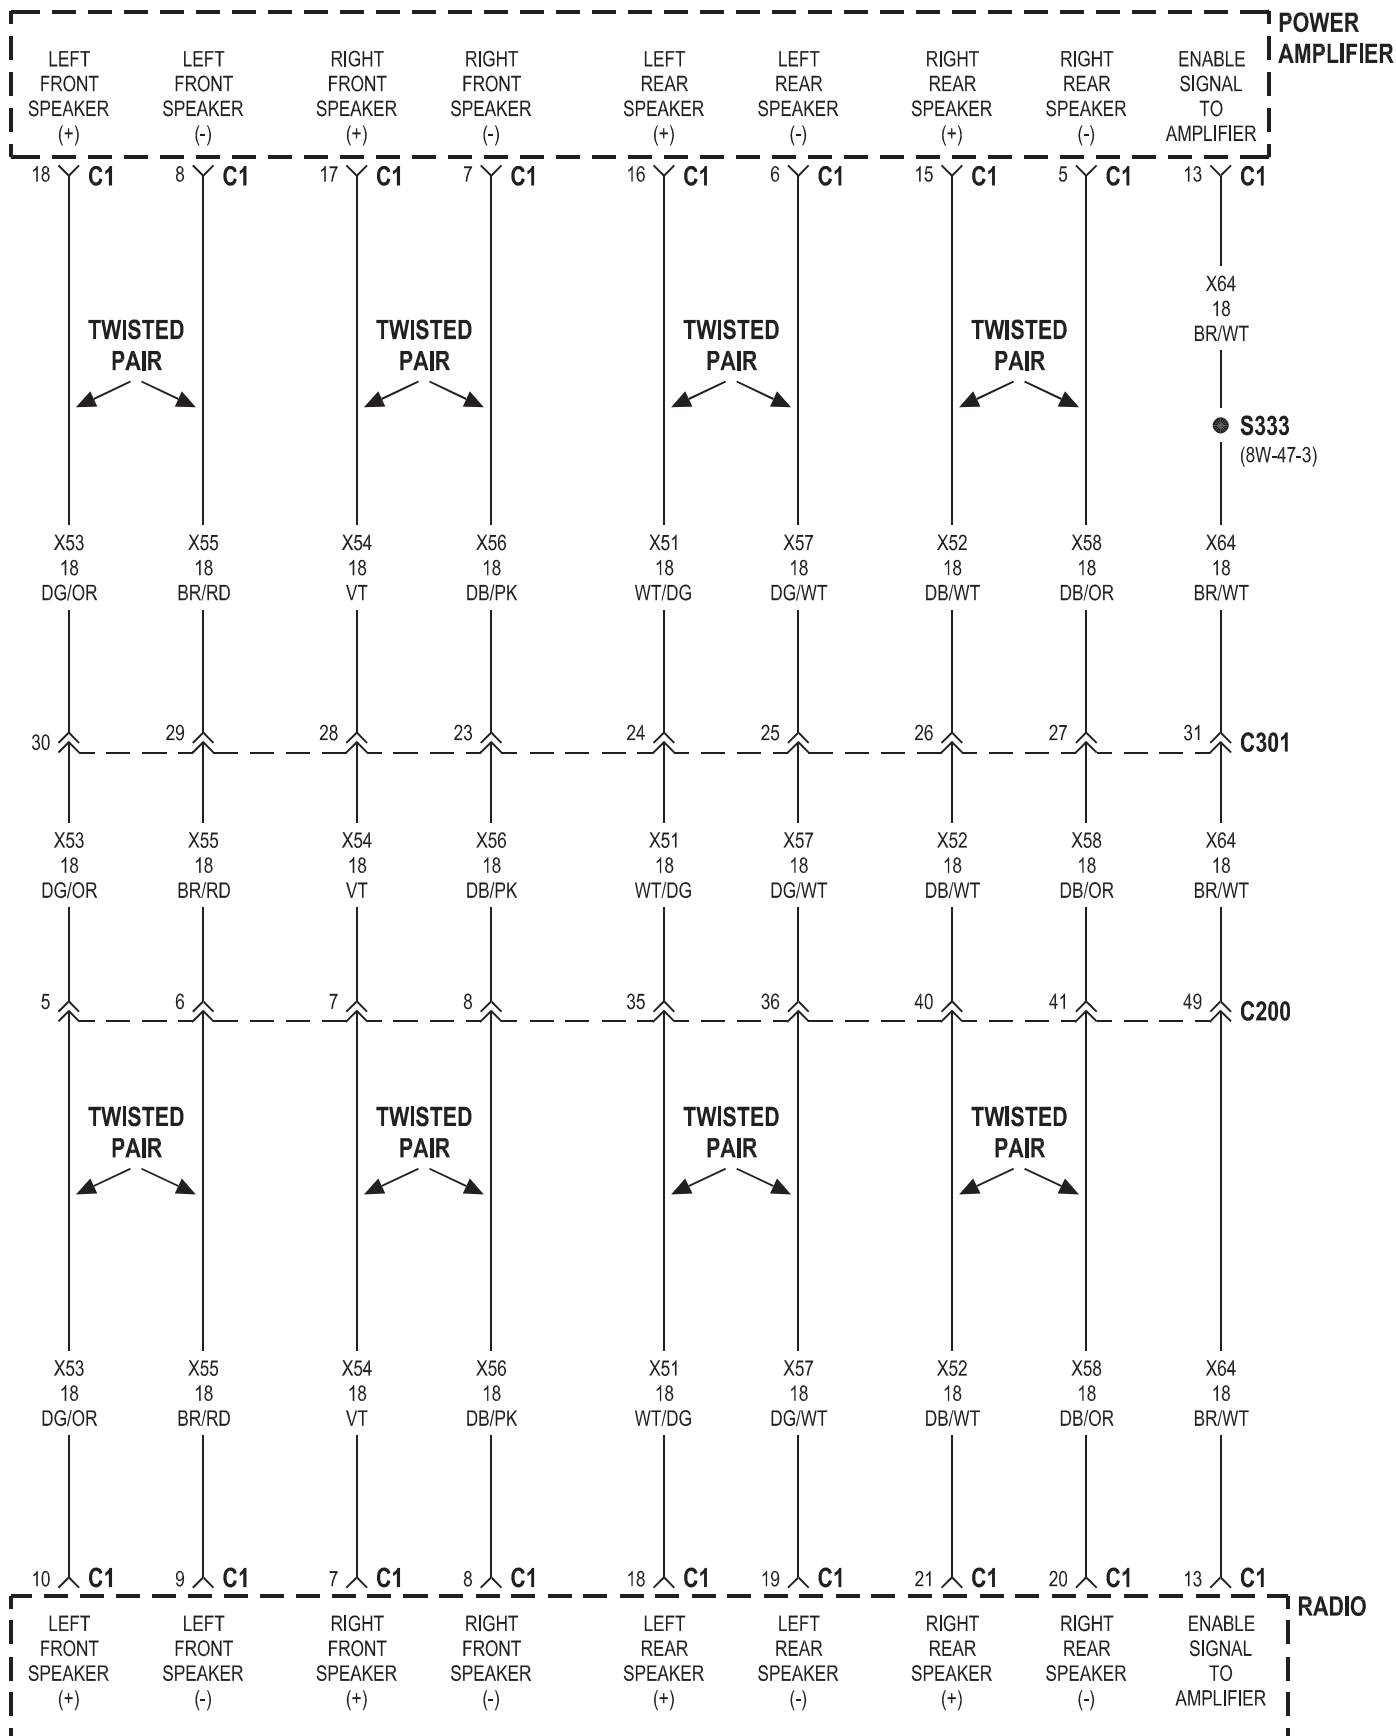 POWER
AMPLIFIER
LEFT LEFT RIGHT RIGHT LEFT LEFT RIGHT RIGHT ENABLE
FRONT FRONT FRONT FRONT REAR REAR REAR REAR SIGNAL
SPEAKER SPEAKER SPEAKER SPEAKER SPEAKER SPEAKER SPEAKER SPEAKER TO
(+) (-) (+) (-) (+) (-) (+) (-) AMPLIFIER
18 C1 8 C1 17 C1 7 C1 16 C1 6 C1 15 C1 5 C1 13 C1
X64
18
BR/WT
TWISTED TWISTED TWISTED TWISTED
PAIR PAIR PAIR PAIR
S333
(8W-47-3)
X53 X55 X54 X56 X51 X57 X52 X58 X64
18 18 18 18 18 18 18 18 18
DG/OR BR/RD VT DB/PK WT/DG DG/WT DB/WT DB/OR BR/WT
30 29 28 23 24 25 26 27 31 C301
X53 X55 X54 X56 X51 X57 X52 X58 X64
18 18 18 18 18 18 18 18 18
DG/OR BR/RD VT DB/PK WT/DG DG/WT DB/WT DB/OR BR/WT
5 6 7 8 35 36 40 41 49 C200
TWISTED TWISTED TWISTED TWISTED
PAIR PAIR PAIR PAIR
X53 X55 X54 X56 X51 X57 X52 X58 X64
18 18 18 18 18 18 18 18 18
DG/OR BR/RD VT DB/PK WT/DG DG/WT DB/WT DB/OR BR/WT
10 C1 9 C1 7 C1 8 C1 18 C1 19 C1 21 C1 20 C1 13 C1
RADIO
LEFT LEFT RIGHT RIGHT LEFT LEFT RIGHT RIGHT ENABLE
FRONT FRONT FRONT FRONT REAR REAR REAR REAR SIGNAL
SPEAKER SPEAKER SPEAKER SPEAKER SPEAKER SPEAKER SPEAKER SPEAKER TO
(+) (-) (+) (-) (+) (-) (+) (-) AMPLIFIER